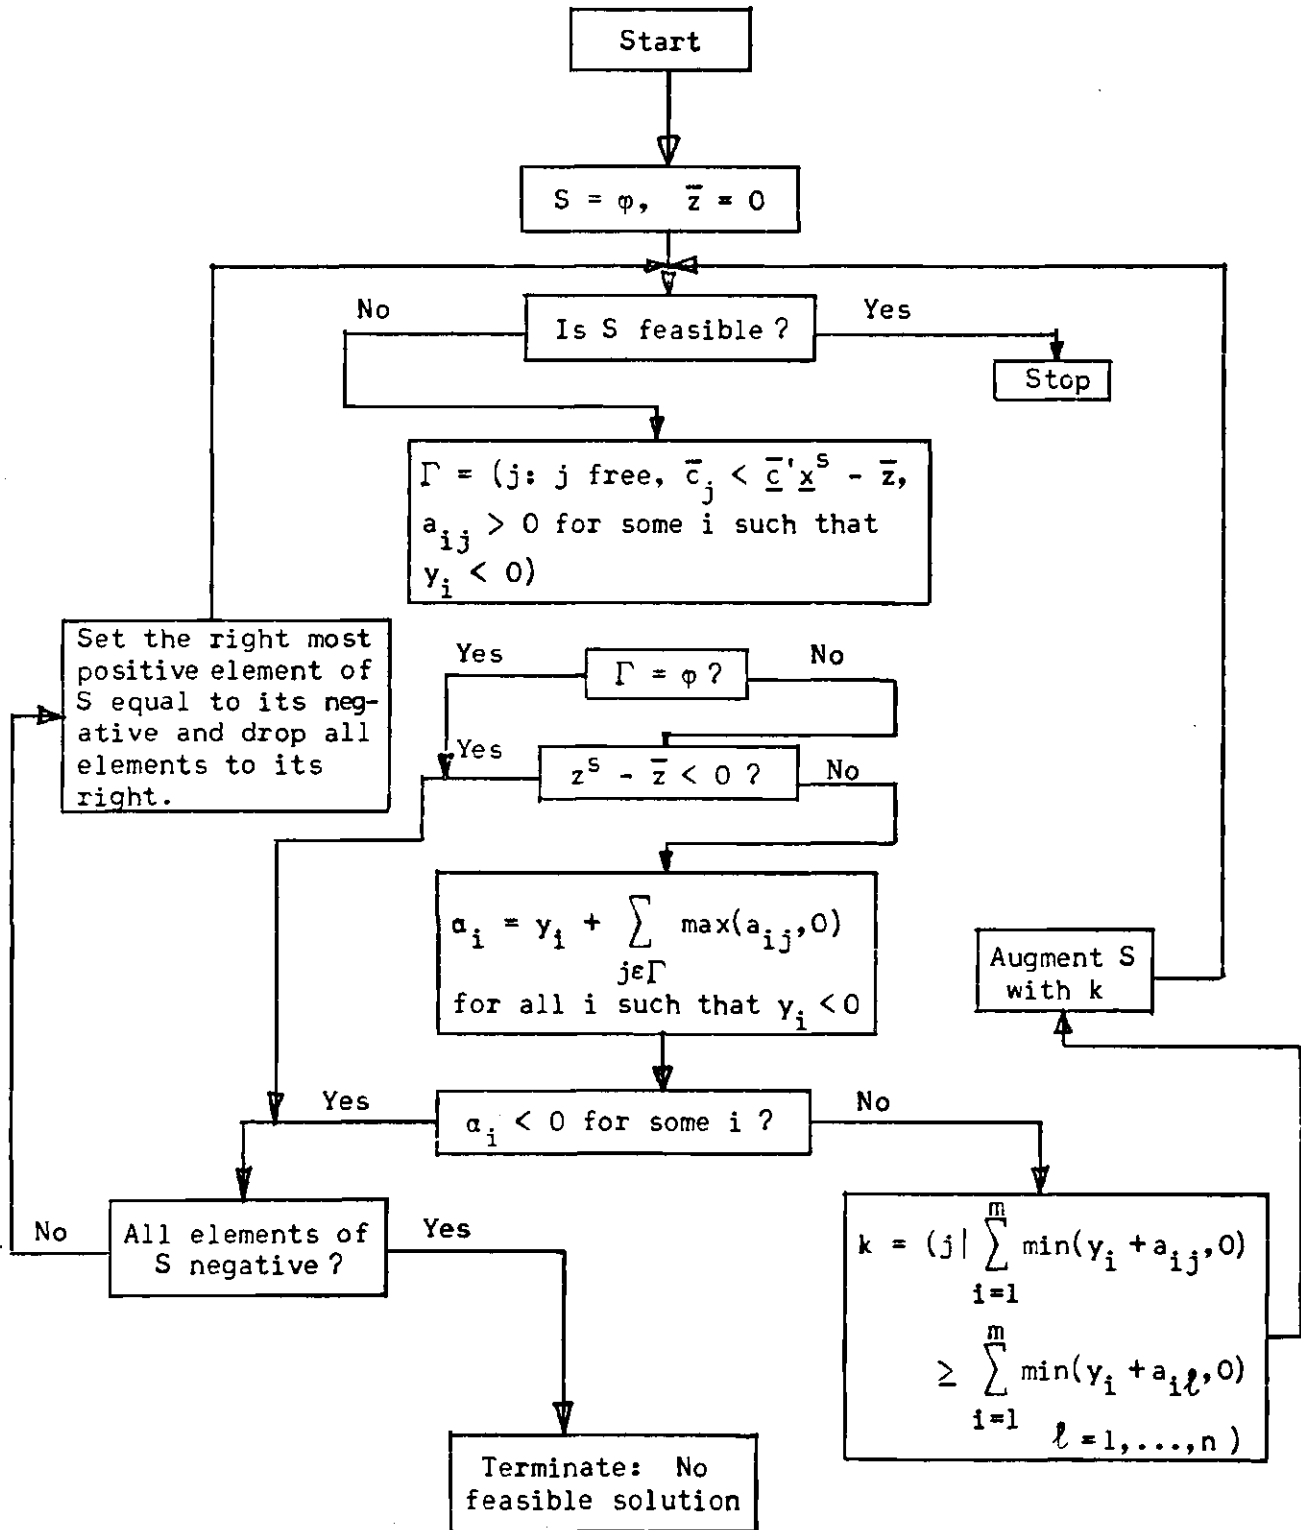 Start
S = φ, z̄ = 0
No
Is S feasible ?
Yes
Stop
Γ = (j: j free, c̄_j < c̲̄'x̲^s - z̄,
a_ij > 0 for some i such that
y_i < 0)
Set the right most
positive element of
S equal to its neg-
ative and drop all
elements to its
right.
Yes
Γ = φ ?
No
Yes
z^s - z̄ < 0 ?
No
α_i = y_i + ∑ max(a_ij,0)
jεΓ
for all i such that y_i < 0
Augment S
with k
Yes
α_i < 0 for some i ?
No
No
All elements of
S negative ?
Yes
m
k = (j| ∑ min(y_i + a_ij,0)
i=1
m
≥ ∑ min(y_i + a_iℓ,0)
i=1
ℓ = 1,...,n )
Terminate: No
feasible solution